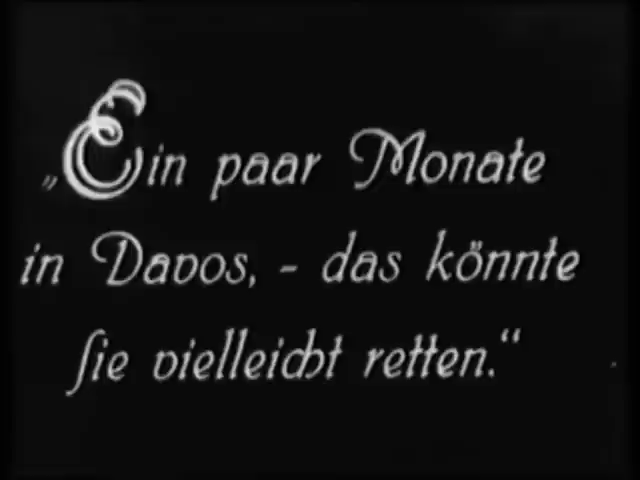 „Ein paar Monate
in Davos, - das könnte
sie vielleicht retten.“